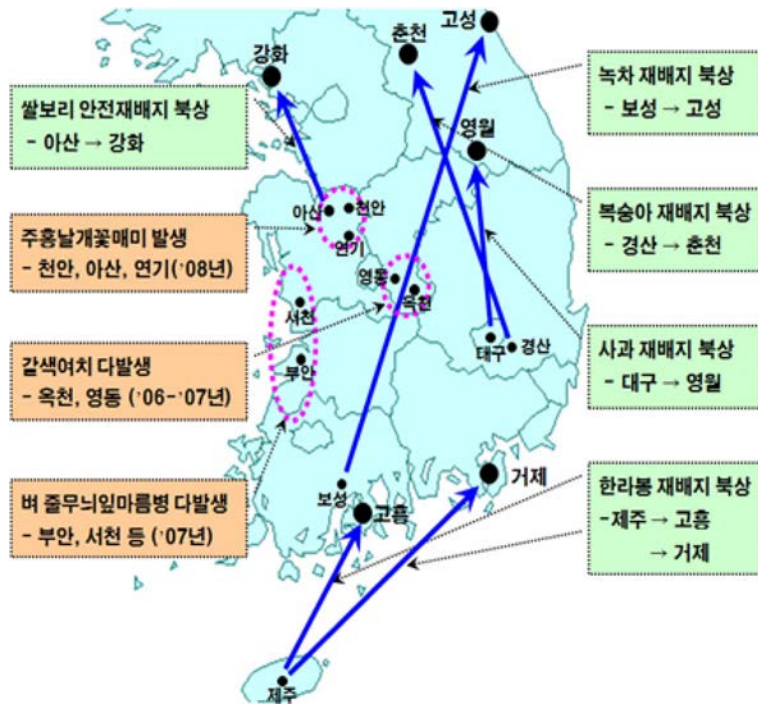 강화
춘천
고성
영월
아산
천안
연기
영동
옥천
서천
부안
대구
경산
보성
고흥
거제
제주
쌀보리 안전재배지 북상
- 아산 → 강화
주홍날개꽃매미 발생
- 천안, 아산, 연기('08년)
갈색여치 다발생
- 옥천, 영동 ('06-'07년)
벼 줄무늬잎마름병 다발생
- 부안, 서천 등 ('07년)
녹차 재배지 북상
- 보성 → 고성
복숭아 재배지 북상
- 경산 → 춘천
사과 재배지 북상
- 대구 → 영월
한라봉 재배지 북상
-제주 → 고흥
→ 거제